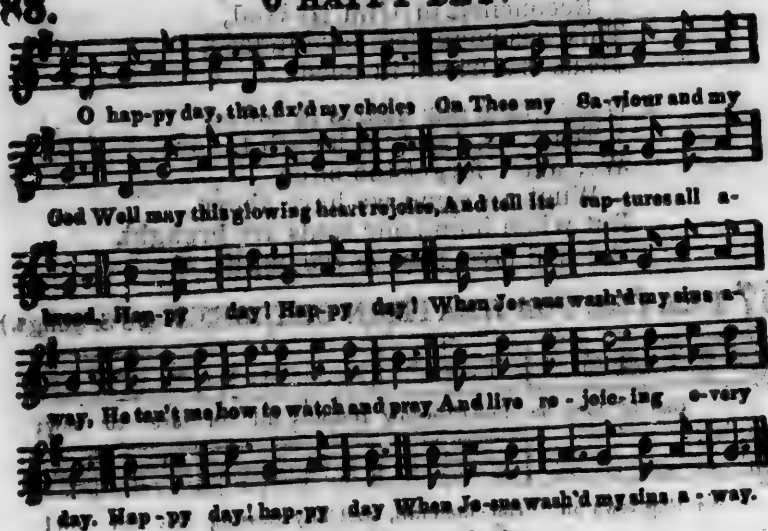 88.
O HAPPY DAY.
O hap-py day, that fix'd my choice On Thee my Sa-viour and my
God Well may this glowing heart rejoice, And tell its rap-tures all a-
broad. Hap-py day! Hap-py day! When Je-sus wash'd my sins a-
way, He tau't me how to watch and pray And live re-joic-ing e-very
day. Hap-py day! hap-py day When Je-sus wash'd my sins a-way.